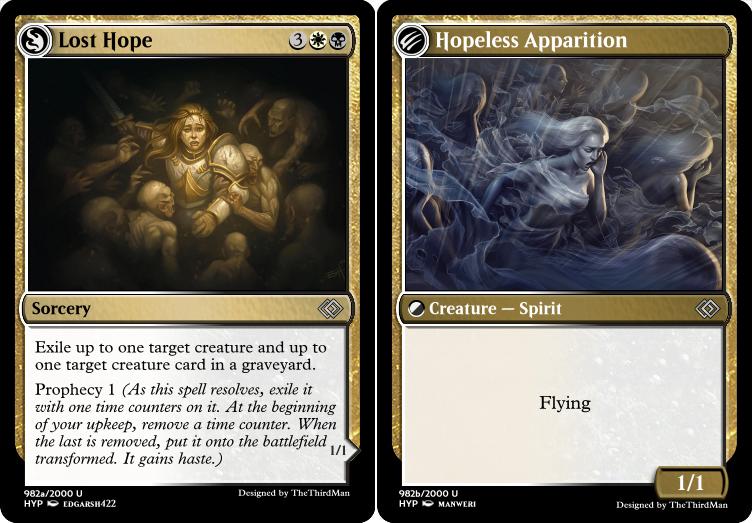 Lost Hope
3
Sorcery
Exile up to one target creature and up to
one target creature card in a graveyard.
Prophecy 1 (As this spell resolves, exile it
with one time counters on it. At the beginning
of your upkeep, remove a time counter. When
the last is removed, put it onto the battlefield
transformed. It gains haste.)
1/1
982a/2000 U
HYP EDGARSH422
Designed by TheThirdMan
Hopeless Apparition
Creature — Spirit
Flying
1/1
982b/2000 U
HYP MANWERI
Designed by TheThirdMan